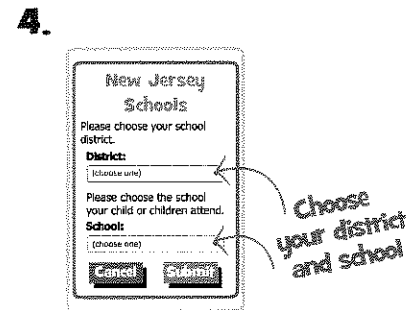 4.
New Jersey
Schools
Please choose your school
district.
District:
(choose one)
Please choose the school
your child or children attend.
School:
(choose one)
Cancel
Submit
Choose
your district
and school